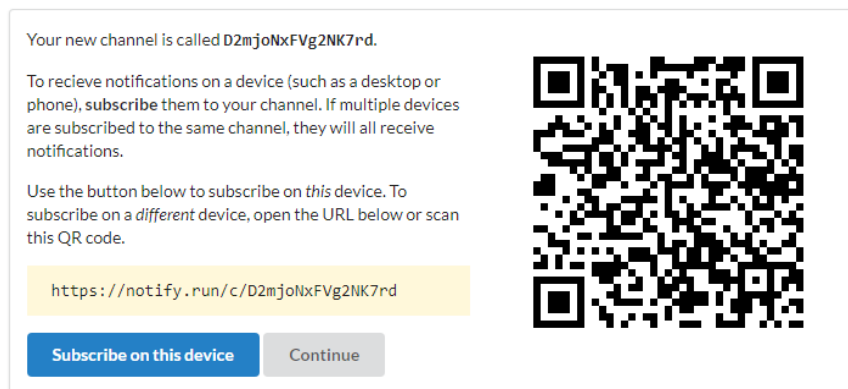 Your new channel is called D2mjoNxFVg2NK7rd.
To recieve notifications on a device (such as a desktop or
phone), subscribe them to your channel. If multiple devices
are subscribed to the same channel, they will all receive
notifications.
Use the button below to subscribe on this device. To
subscribe on a different device, open the URL below or scan
this QR code.
https://notify.run/c/D2mjoNxFVg2NK7rd
Subscribe on this device
Continue